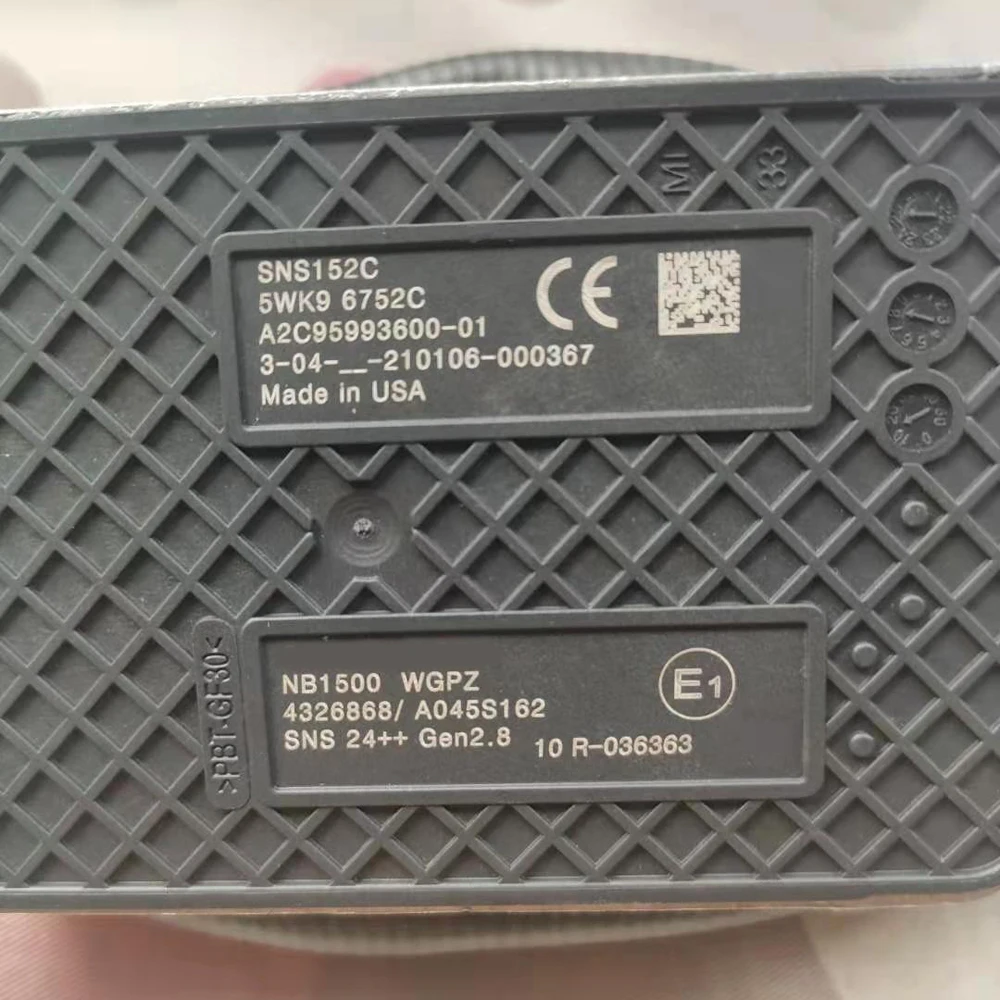 MI 33
SNS152C
5WK9 6752C
A2C95993600-01
3-04-__-210106-000367
Made in USA
CE
>PBT-GF30<
NB1500 WGPZ
4326868/ A045S162
SNS 24++ Gen2.8
10 R-036363
E1